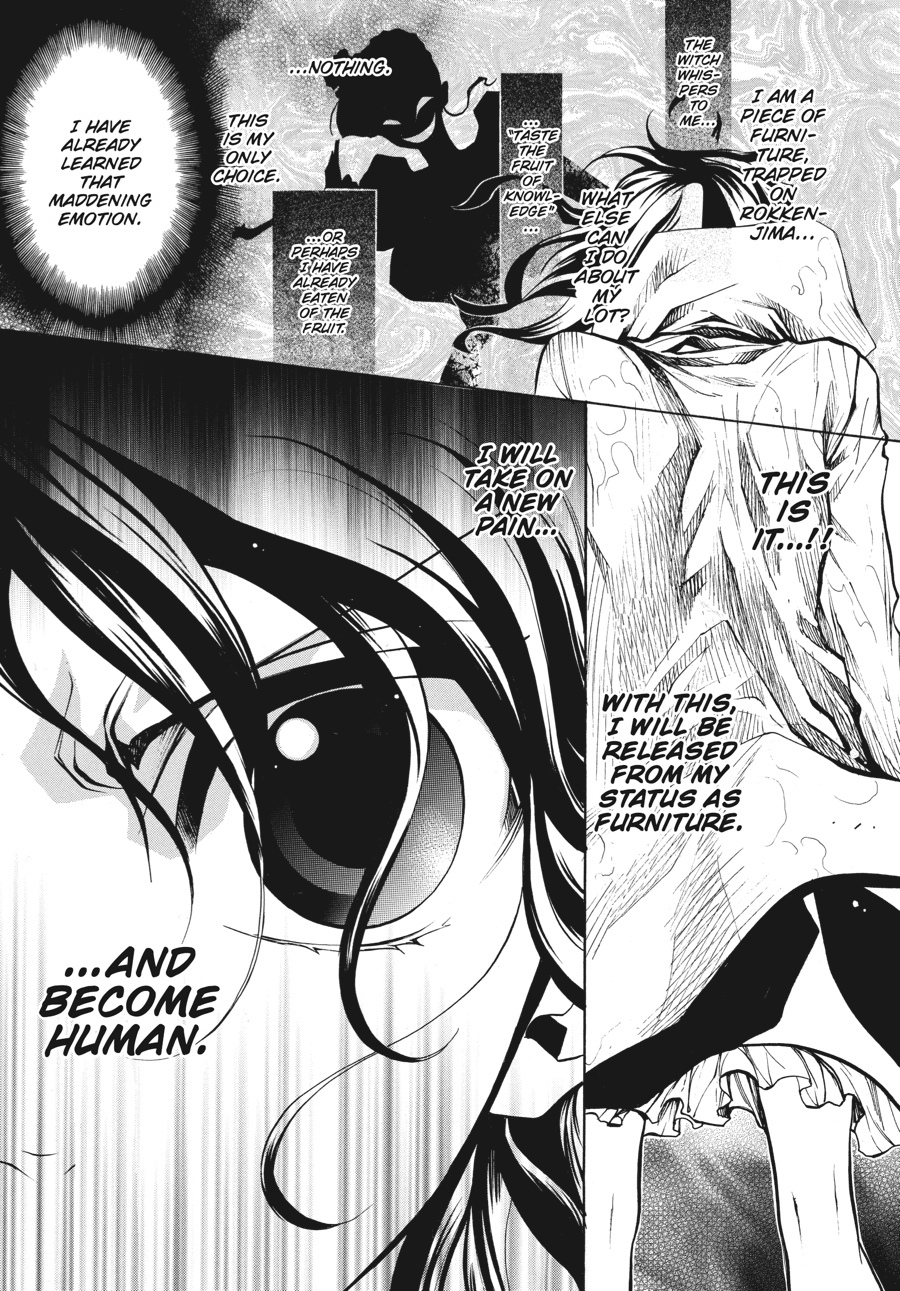 I AM A
PIECE OF
FURNI-
TURE,
TRAPPED
ON
ROKKEN-
JIMA...
THE
WITCH
WHIS-
PERS
TO
ME...
WHAT
ELSE
CAN
I DO
ABOUT
MY
LOT?
...
"TASTE
THE
FRUIT
OF
KNOWL-
EDGE"
...
...NOTHING.
THIS
IS MY
ONLY
CHOICE.
...OR
PERHAPS
I HAVE
ALREADY
EATEN
OF THE
FRUIT.
I HAVE
ALREADY
LEARNED
THAT
MADDENING
EMOTION.
THIS
IS
IT...!!
WITH THIS,
I WILL BE
RELEASED
FROM MY
STATUS AS
FURNITURE.
I WILL
TAKE ON
A NEW
PAIN...
...AND
BECOME
HUMAN.